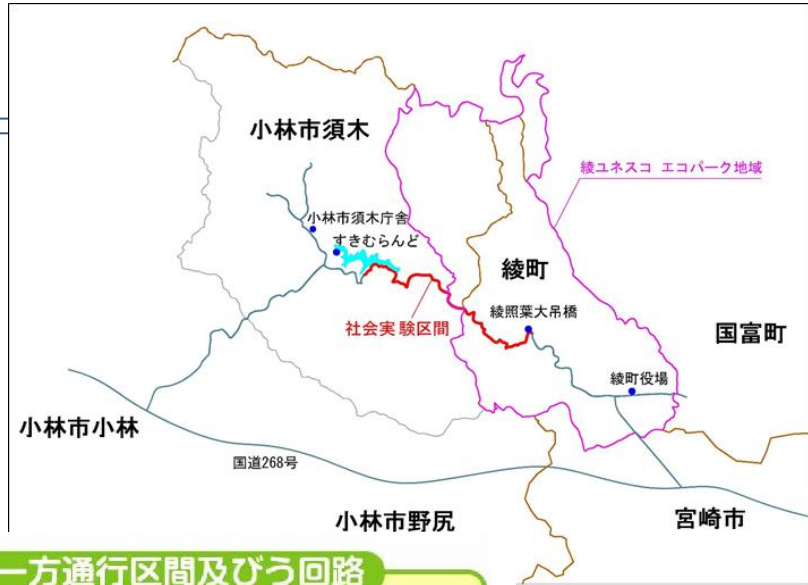 小林市須木
綾ユネスコ エコパーク地域
小林市須木庁舎
すきむらんど
綾町
綾照葉大吊橋
社会実験区間
国富町
綾町役場
小林市小林
国道268号
小林市野尻
宮崎市
一方通行区間及びう回路